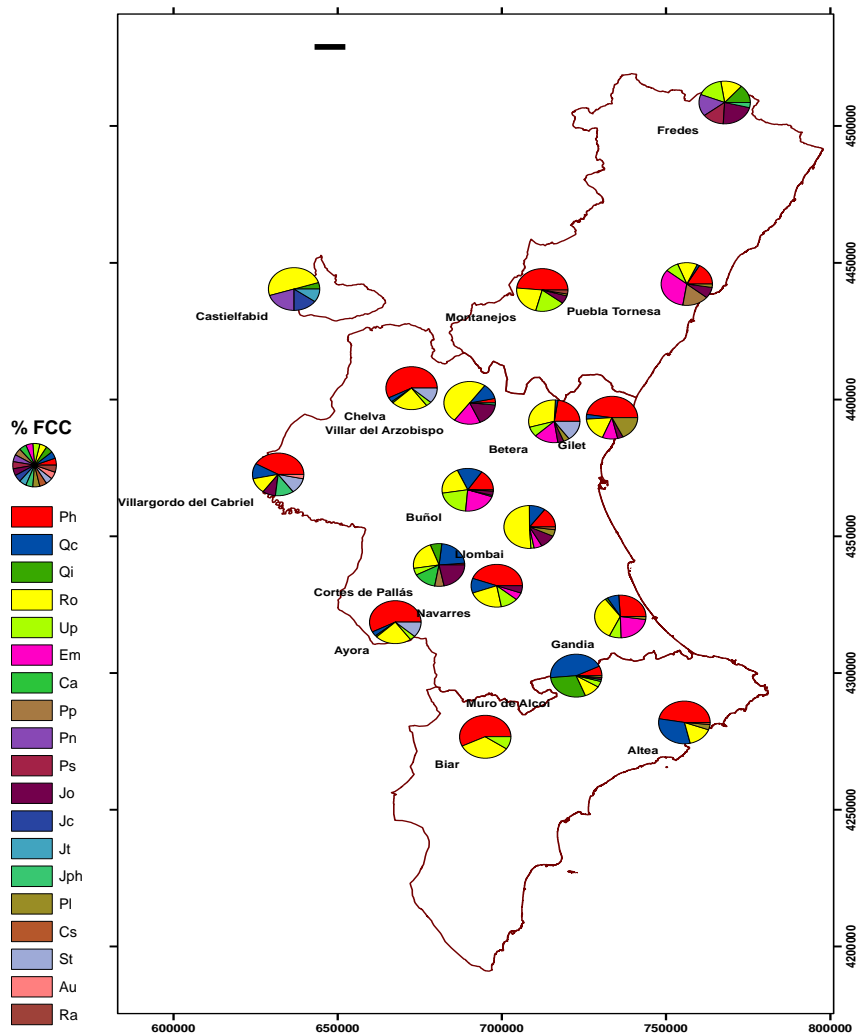 Fredes
Castielfabid
Montanejos
Puebla Tornesa
Chelva
Villar del Arzobispo
Betera
Gilet
Villargordo del Cabriel
Buñol
Llombai
Cortes de Pallás
Navarres
Ayora
Gandia
Muro de Alcoi
Biar
Altea
% FCC
Ph
Qc
Qi
Ro
Up
Em
Ca
Pp
Pn
Ps
Jo
Jc
Jt
Jph
Pl
Cs
St
Au
Ra
4500000
4450000
4400000
4350000
4300000
4250000
4200000
600000
650000
700000
750000
800000